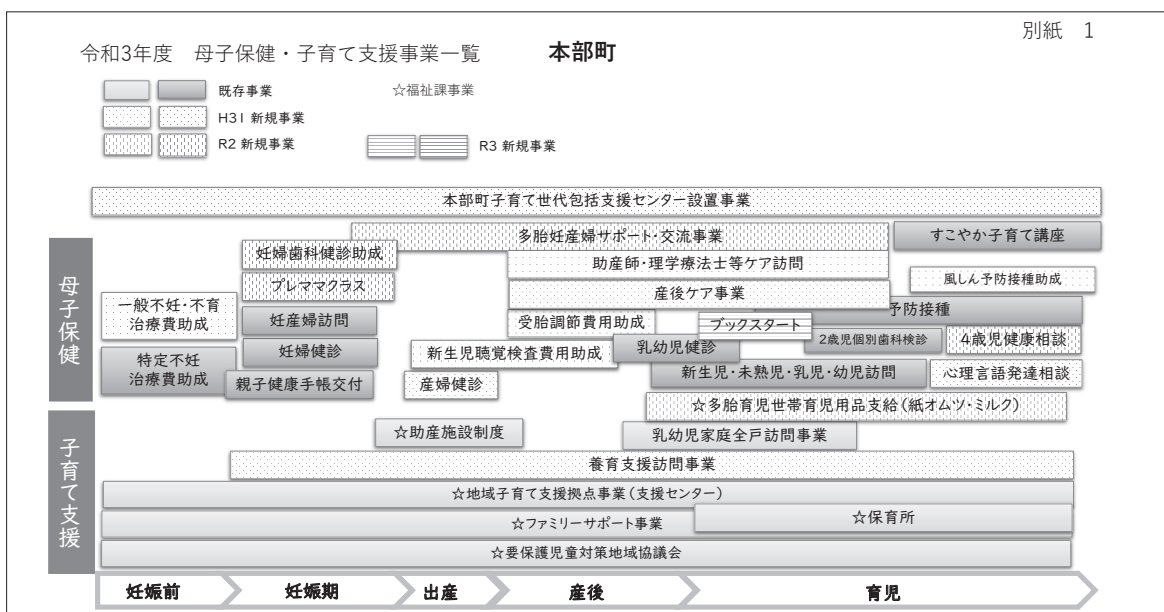 別紙 1
令和3年度 母子保健・子育て支援事業一覧 本部町
既存事業 ☆福祉課事業
H31 新規事業
R2 新規事業 R3 新規事業
本部町子育て世代包括支援センター設置事業
母子保健
多胎妊産婦サポート・交流事業 すこやか子育て講座
妊婦歯科健診助成 助産師・理学療法士等ケア訪問
風しん予防接種助成
プレママクラス 産後ケア事業
一般不妊・不育
治療費助成
予防接種
妊産婦訪問 受胎調節費用助成 ブックスタート
2歳児個別歯科検診 4歳児健康相談
妊婦健診 新生児聴覚検査費用助成 乳幼児健診
特定不妊
治療費助成
親子健康手帳交付 産婦健診 新生児・未熟児・乳児・幼児訪問 心理言語発達相談
☆多胎育児世帯育児用品支給(紙オムツ・ミルク)
子育て支援
☆助産施設制度 乳幼児家庭全戸訪問事業
養育支援訪問事業
☆地域子育て支援拠点事業(支援センター)
☆ファミリーサポート事業 ☆保育所
☆要保護児童対策地域協議会
妊娠前 妊娠期 出産 産後 育児